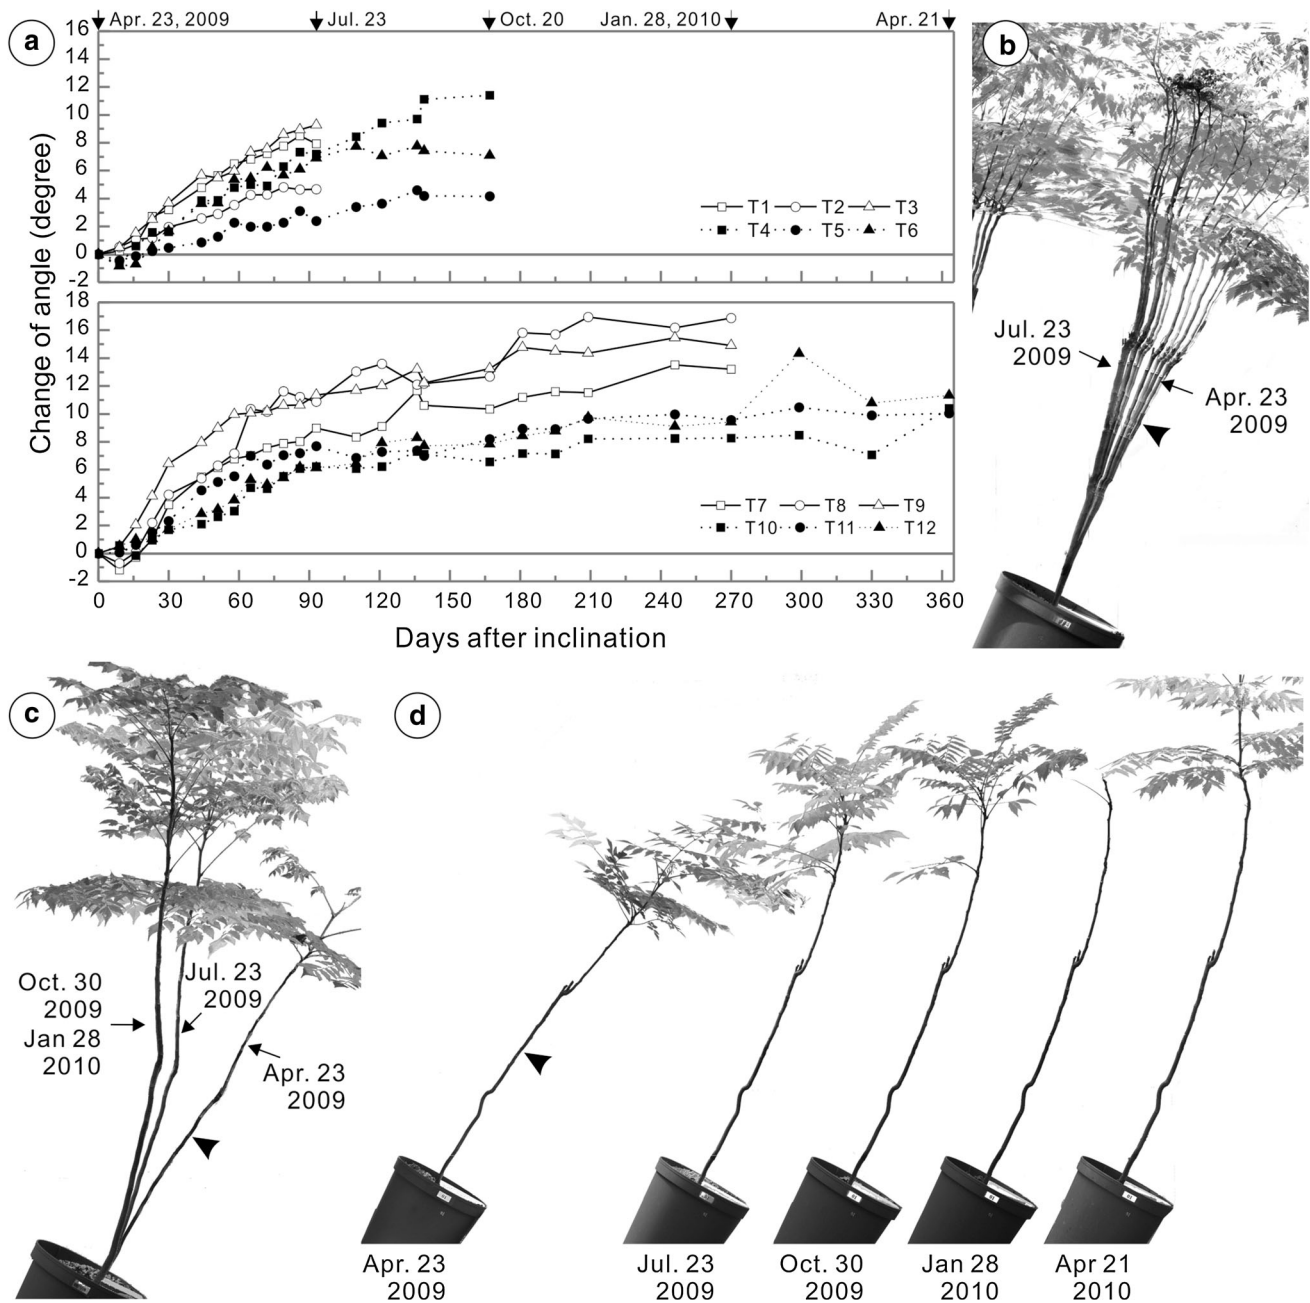 a
Apr. 23, 2009 Jul. 23 Oct. 20 Jan. 28, 2010 Apr. 21
16
14
12
10
8
6
4
2
0
-2
T1 T2 T3
T4 T5 T6
Change of angle (degree)
18
16
14
12
10
8
6
4
2
0
-2
T7 T8 T9
T10 T11 T12
0 30 60 90 120 150 180 210 240 270 300 330 360
Days after inclination
b
Jul. 23
2009
Apr. 23
2009
c
Oct. 30
2009
Jan 28
2010
Jul. 23
2009
Apr. 23
2009
d
Apr. 23
2009
Jul. 23
2009
Oct. 30
2009
Jan 28
2010
Apr 21
2010